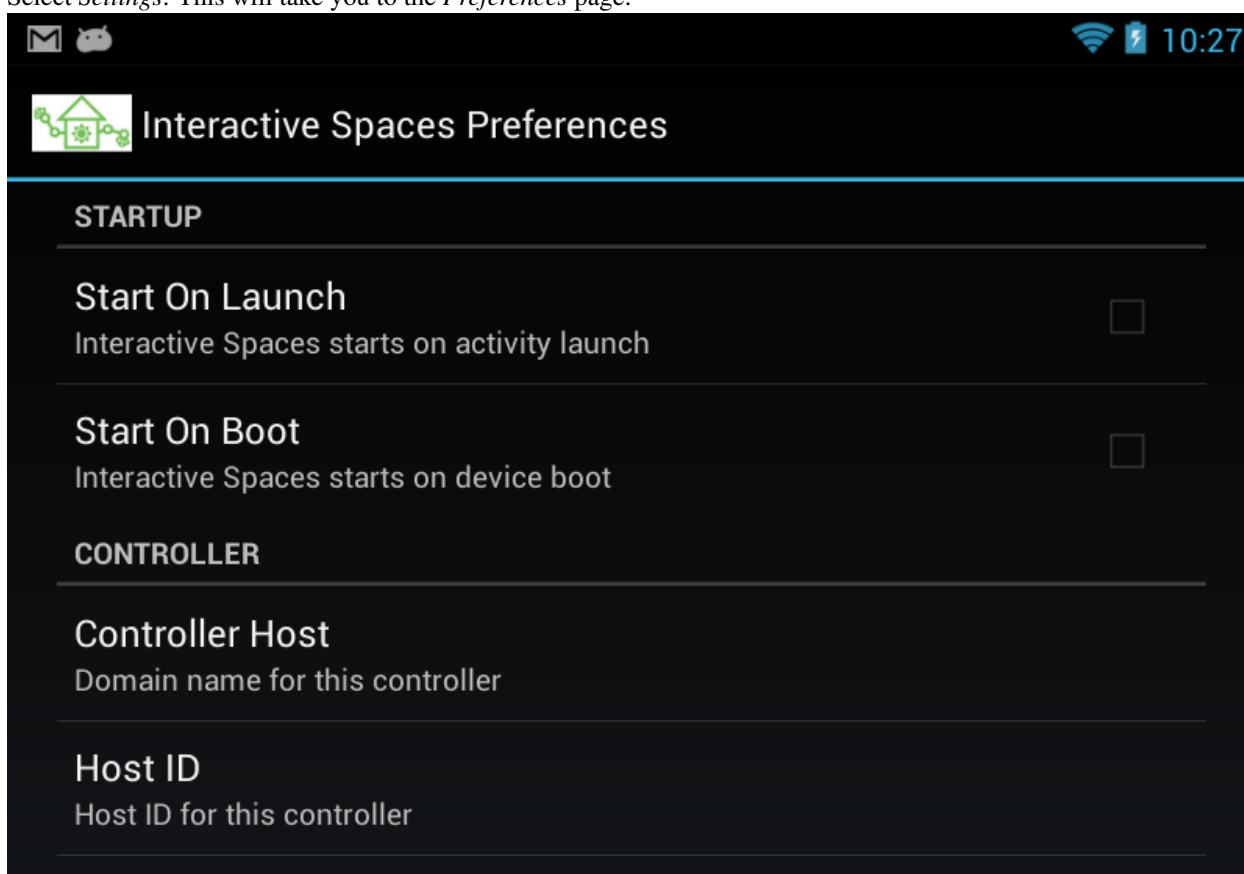 Select Settings. This will take you to the Preferences page.
10:27
Interactive Spaces Preferences
STARTUP
Start On Launch
Interactive Spaces starts on activity launch
Start On Boot
Interactive Spaces starts on device boot
CONTROLLER
Controller Host
Domain name for this controller
Host ID
Host ID for this controller